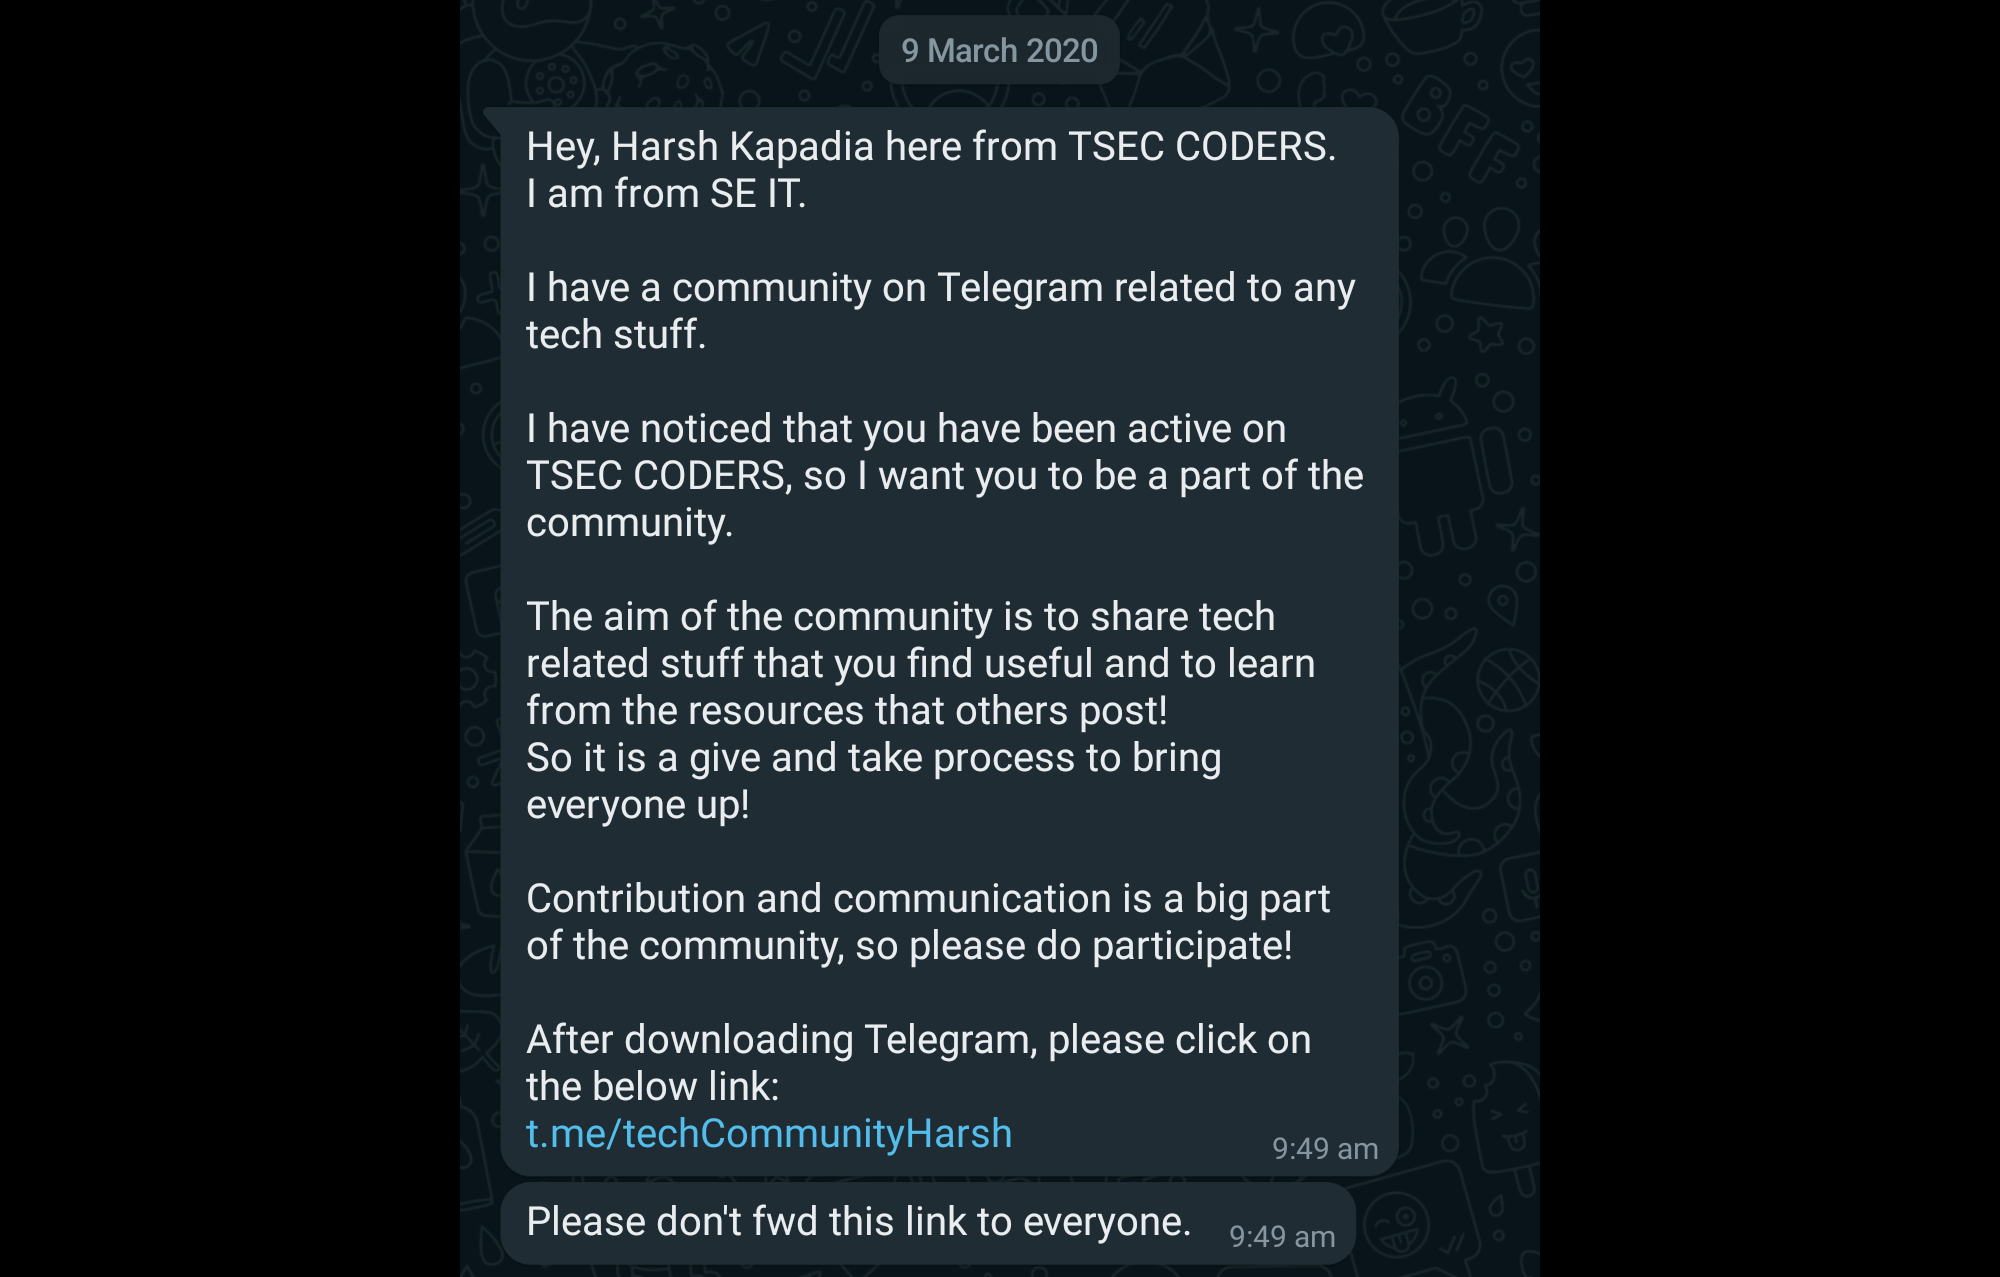 9 March 2020
Hey, Harsh Kapadia here from TSEC CODERS.
I am from SE IT.
I have a community on Telegram related to any
tech stuff.
I have noticed that you have been active on
TSEC CODERS, so I want you to be a part of the
community.
The aim of the community is to share tech
related stuff that you find useful and to learn
from the resources that others post!
So it is a give and take process to bring
everyone up!
Contribution and communication is a big part
of the community, so please do participate!
After downloading Telegram, please click on
the below link:
t.me/techCommunityHarsh
9:49 am
Please don't fwd this link to everyone.
9:49 am
BFF